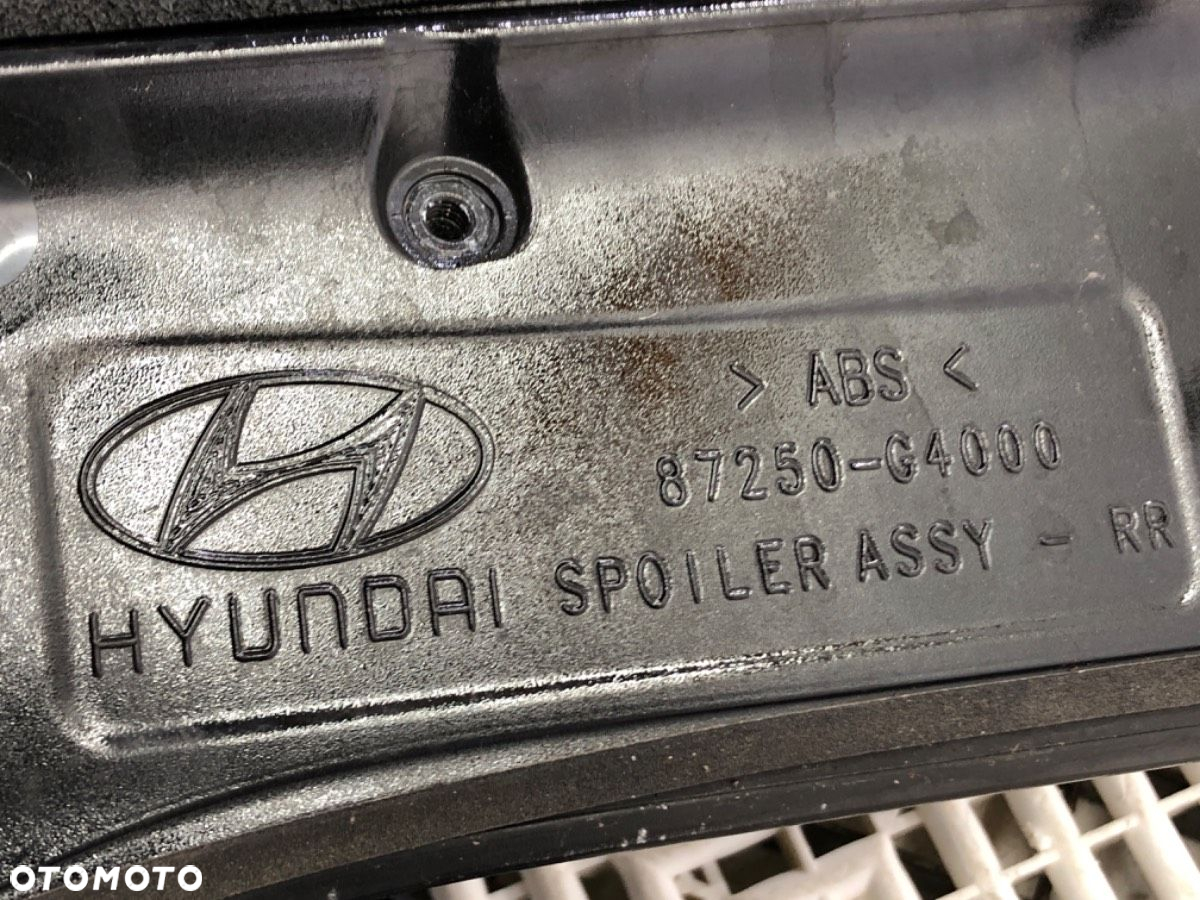 > ABS <
87250-G4000
HYUNDAI SPOILER ASSY - RR
OTOMOTO